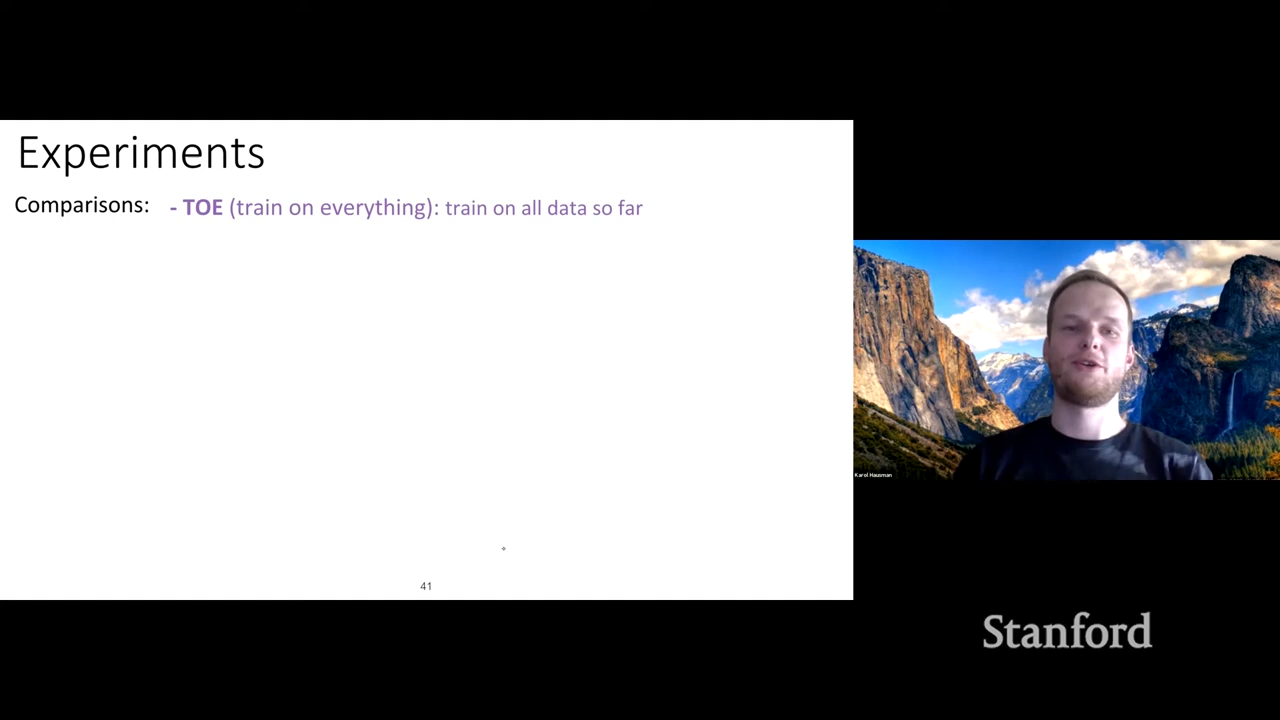 Experiments
Comparisons: - TOE (train on everything): train on all data so far
41
Karol Hausman
Stanford